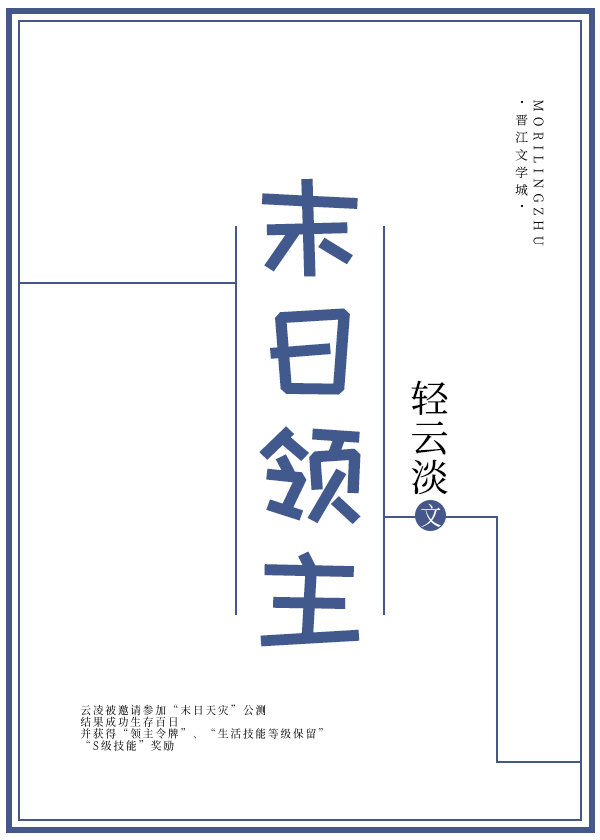 MORILINGZHU
·晋江文学城·
末日领主
轻云淡
文
云凌被邀请参加“末日天灾”公测
结果成功生存百日
并获得“领主令牌”、“生活技能等级保留”
“S级技能”奖励